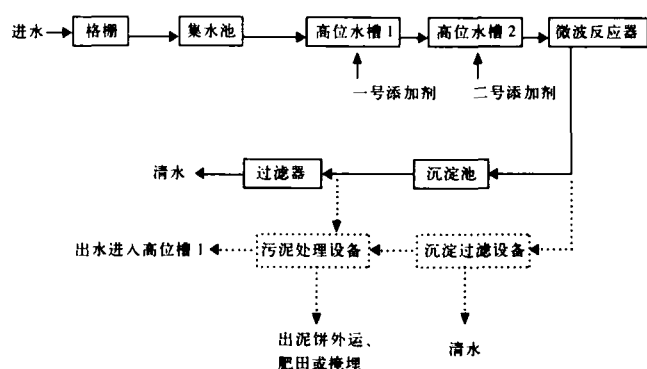 进水
格栅
集水池
高位水槽1
高位水槽2
微波反应器
一号添加剂
二号添加剂
清水
过滤器
沉淀池
出水进入高位槽1
污泥处理设备
沉淀过滤设备
出泥饼外运、
肥田或掩埋
清水